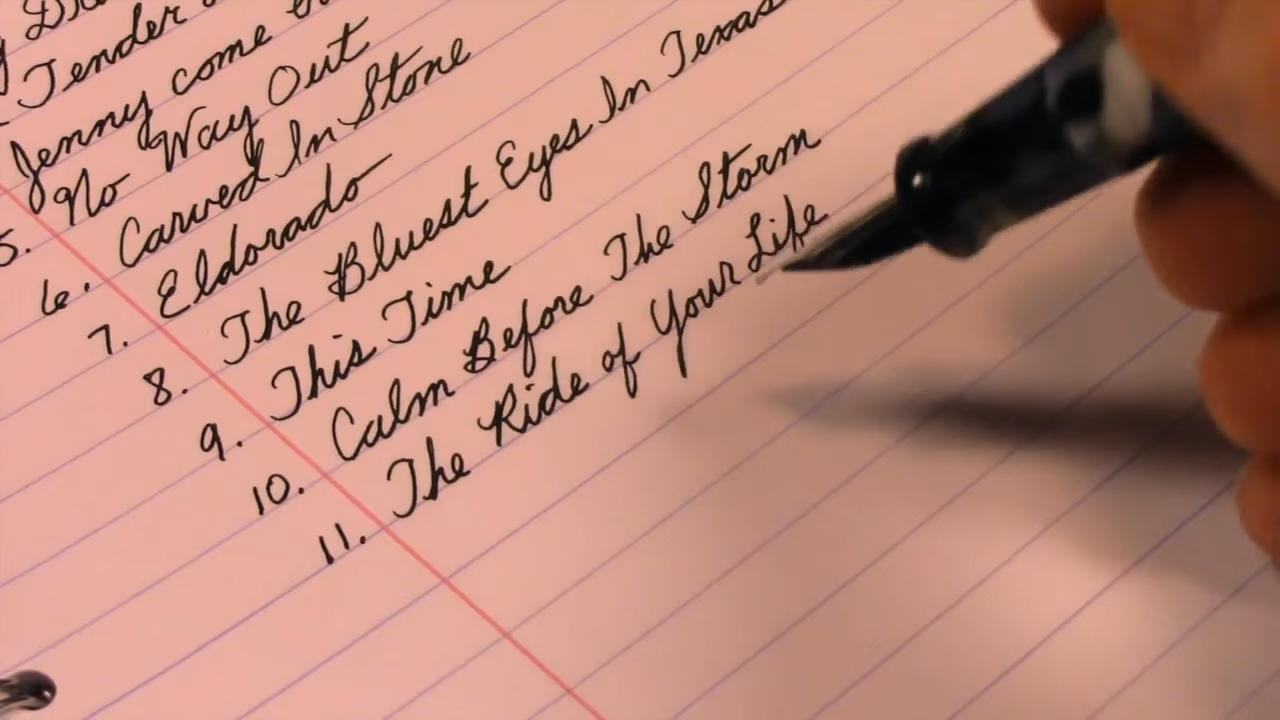 Tender
Jenny come
5. No Way Out
6. Carved In Stone
7. Eldorado
8. The Bluest Eyes In Texas
9. This Time
10. Calm Before The Storm
11. The Ride of Your Life